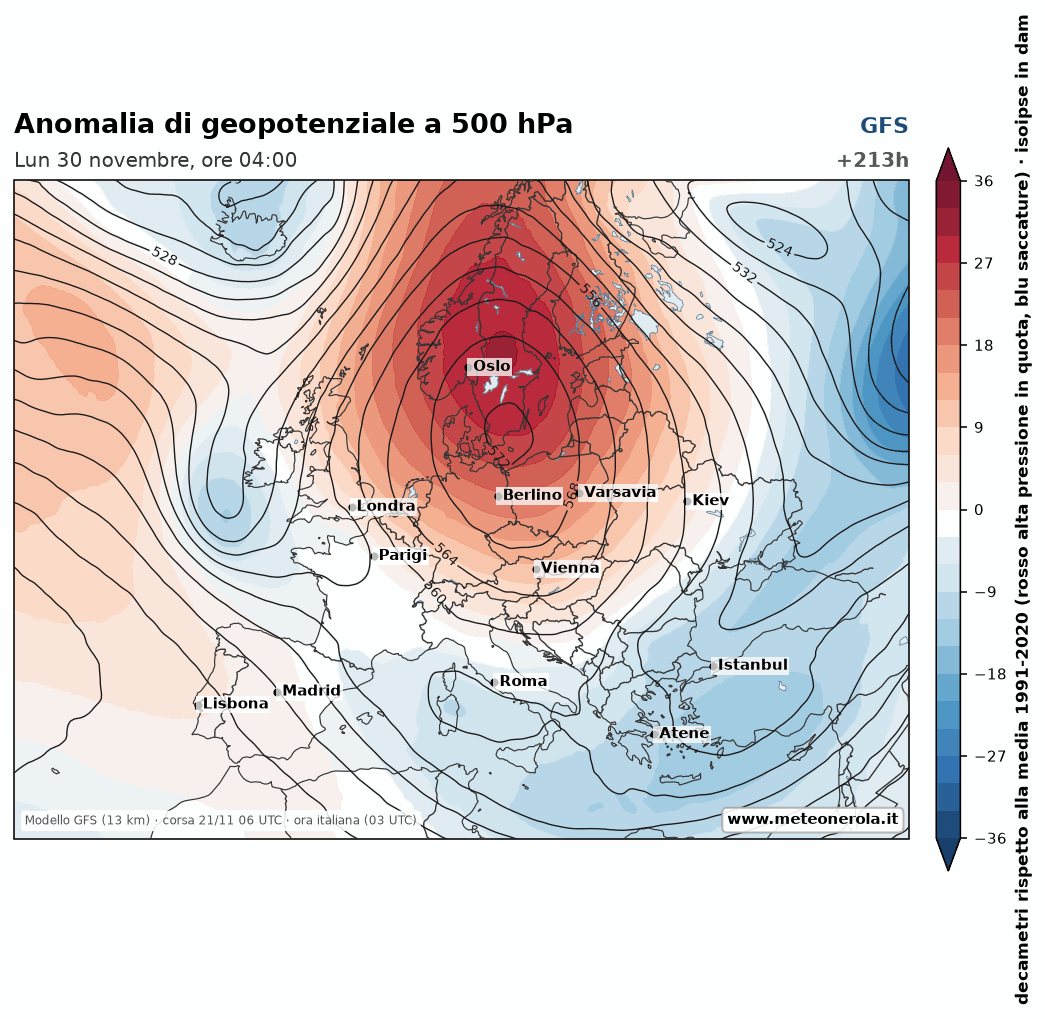 Anomalia di geopotenziale a 500 hPa
GFS
Lun 30 novembre, ore 04:00
+213h
528
524
532
556
Oslo
568
Berlino
Varsavia
Kiev
Londra
564
Parigi
Vienna
560
Istanbul
Roma
Madrid
Lisbona
Atene
Modello GFS (13 km) · corsa 21/11 06 UTC · ora italiana (03 UTC)
www.meteonerola.it
36
27
18
9
0
−9
−18
−27
−36
decametri rispetto alla media 1991-2020 (rosso alta pressione in quota, blu saccature) · isoipse in dam